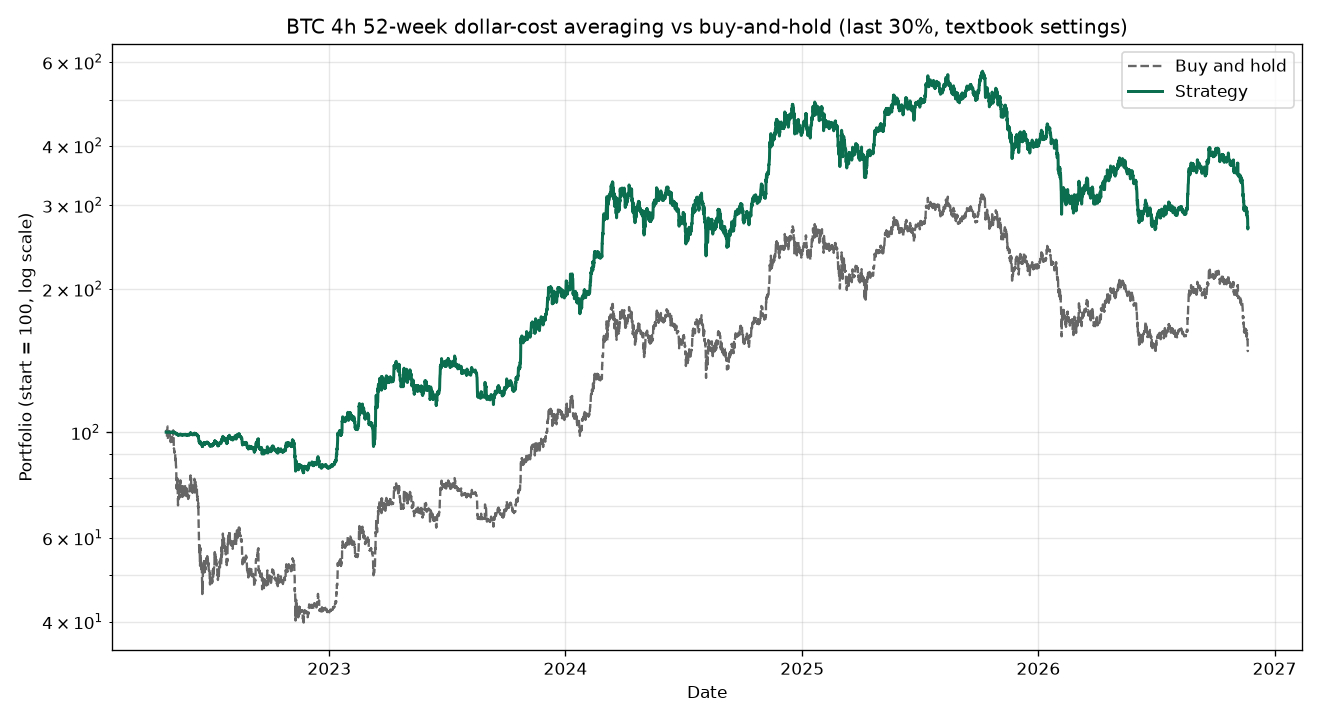 BTC 4h 52-week dollar-cost averaging vs buy-and-hold (last 30%, textbook settings)
Buy and hold
Strategy
Portfolio (start = 100, log scale)
6 × 10²
4 × 10²
3 × 10²
2 × 10²
10²
6 × 10¹
4 × 10¹
2023 2024 2025 2026 2027
Date